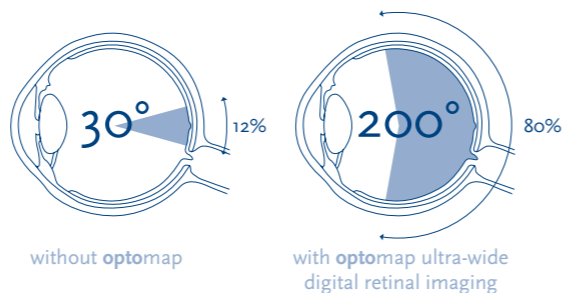 30°
12%
200°
80%
without optomap
with optomap ultra-wide
digital retinal imaging